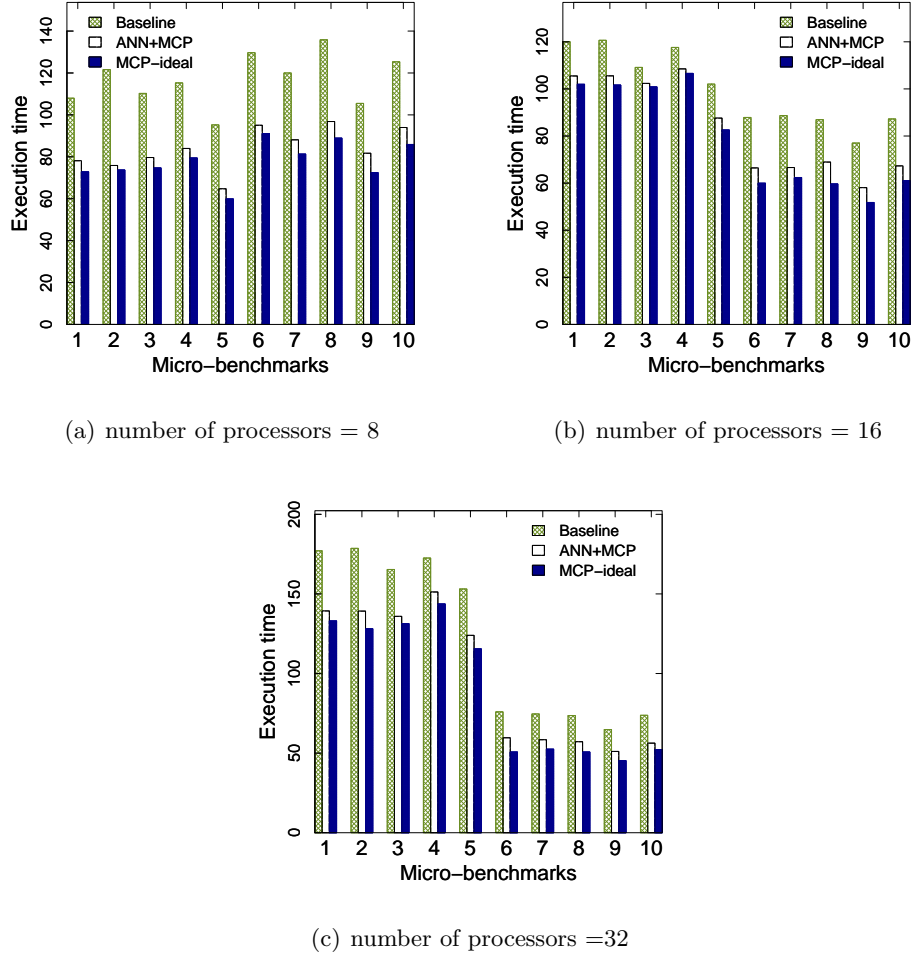 Baseline
ANN+MCP
MCP−ideal
Execution time
0 20 40 60 80 100 120 140
1 2 3 4 5 6 7 8 9 10
Micro−benchmarks
(a) number of processors = 8
Baseline
ANN+MCP
MCP−ideal
Execution time
0 20 40 60 80 100 120
1 2 3 4 5 6 7 8 9 10
Micro−benchmarks
(b) number of processors = 16
Baseline
ANN+MCP
MCP−ideal
Execution time
0 50 100 150 200
1 2 3 4 5 6 7 8 9 10
Micro−benchmarks
(c) number of processors =32